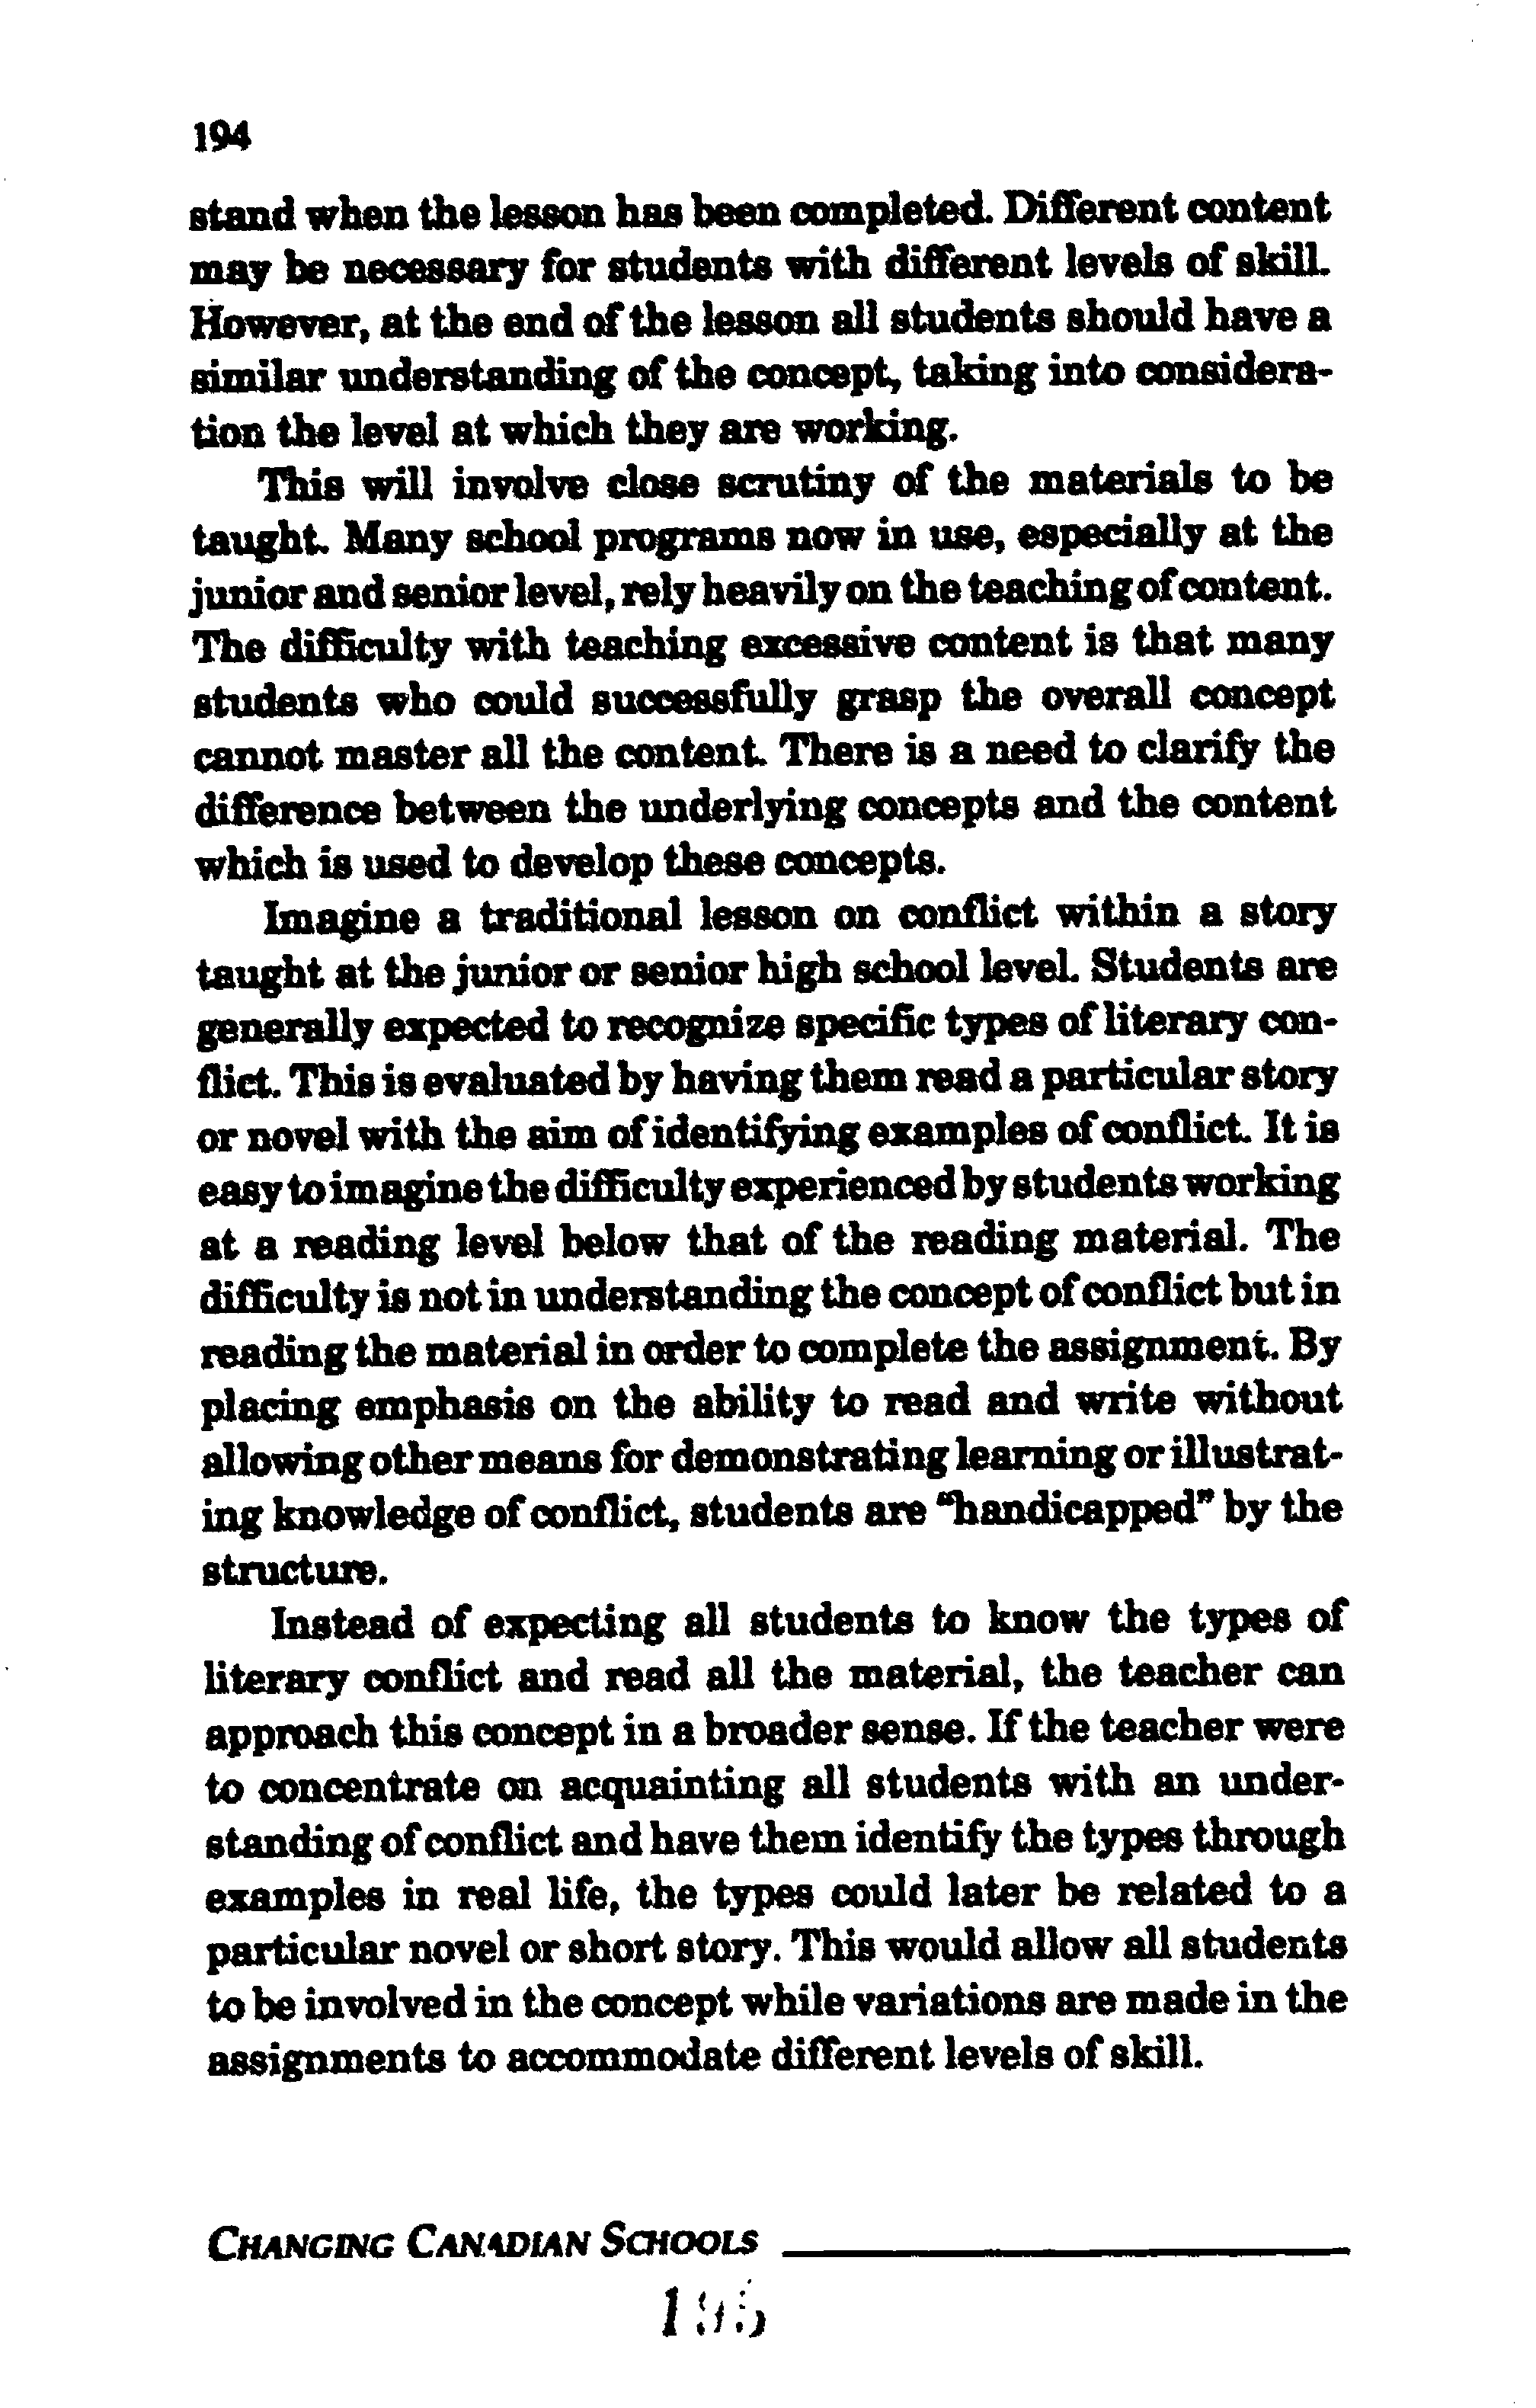 194
stand when the lesson has been completed. Different content
may be necessary for students with different levels of skill.
However, at the end of the lesson all students should have a
similar understanding of the concept, taking into considera-
tion the level at which they are working.
This will involve close scrutiny of the materials to be
taught. Many school programs now in use, especially at the
junior and senior level, rely heavily on the teaching of content.
The difficulty with teaching excessive content is that many
students who could successfully grasp the overall concept
cannot master all the content. There is a need to clarify the
difference between the underlying concepts and the content
which is used to develop these concepts.
Imagine a traditional lesson on conflict within a story
taught at the junior or senior high school level. Students are
generally expected to recognize specific types of literary con-
flict. This is evaluated by having them read a particular story
or novel with the aim of identifying examples of conflict. It is
easy to imagine the difficulty experienced by students working
at a reading level below that of the reading material. The
difficulty is not in understanding the concept of conflict but in
reading the material in order to complete the assignment. By
placing emphasis on the ability to read and write without
allowing other means for demonstrating learning or illustrat-
ing knowledge of conflict, students are "handicapped" by the
structure.
Instead of expecting all students to know the types of
literary conflict and read all the material, the teacher can
approach this concept in a broader sense. If the teacher were
to concentrate on acquainting all students with an under-
standing of conflict and have them identify the types through
examples in real life, the types could later be related to a
particular novel or short story. This would allow all students
to be involved in the concept while variations are made in the
assignments to accommodate different levels of skill.
CHANGING CANADIAN SCHOOLS